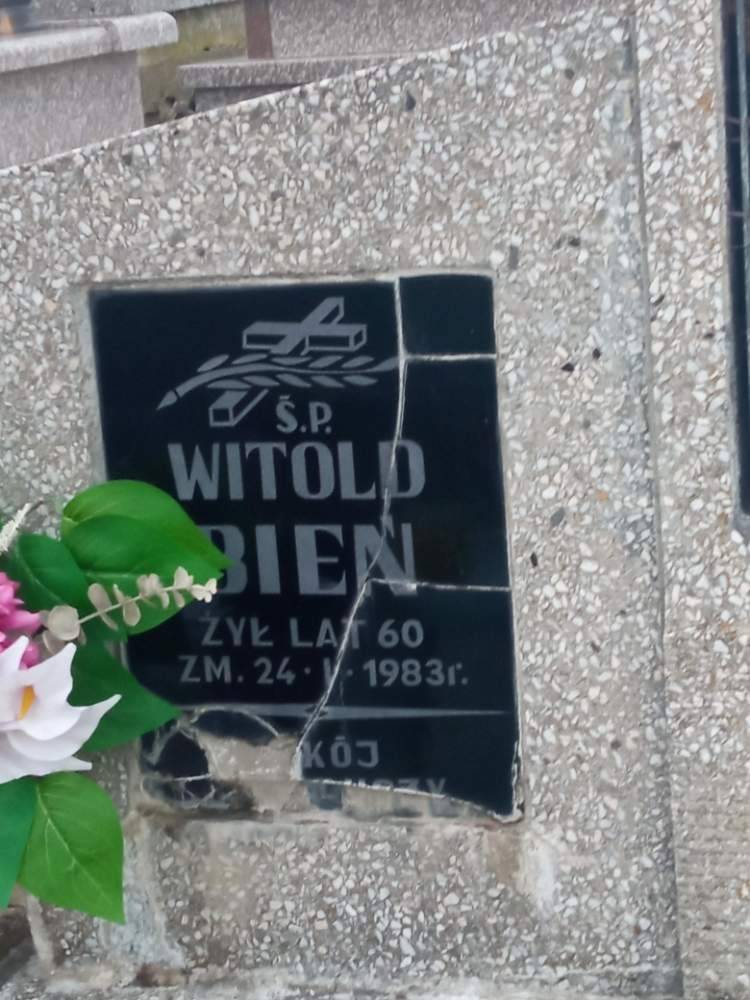 Ś.P.
WITOLD
BIEŃ
ŻYŁ LAT 60
ZM. 24·I·1983r.
KÓJ